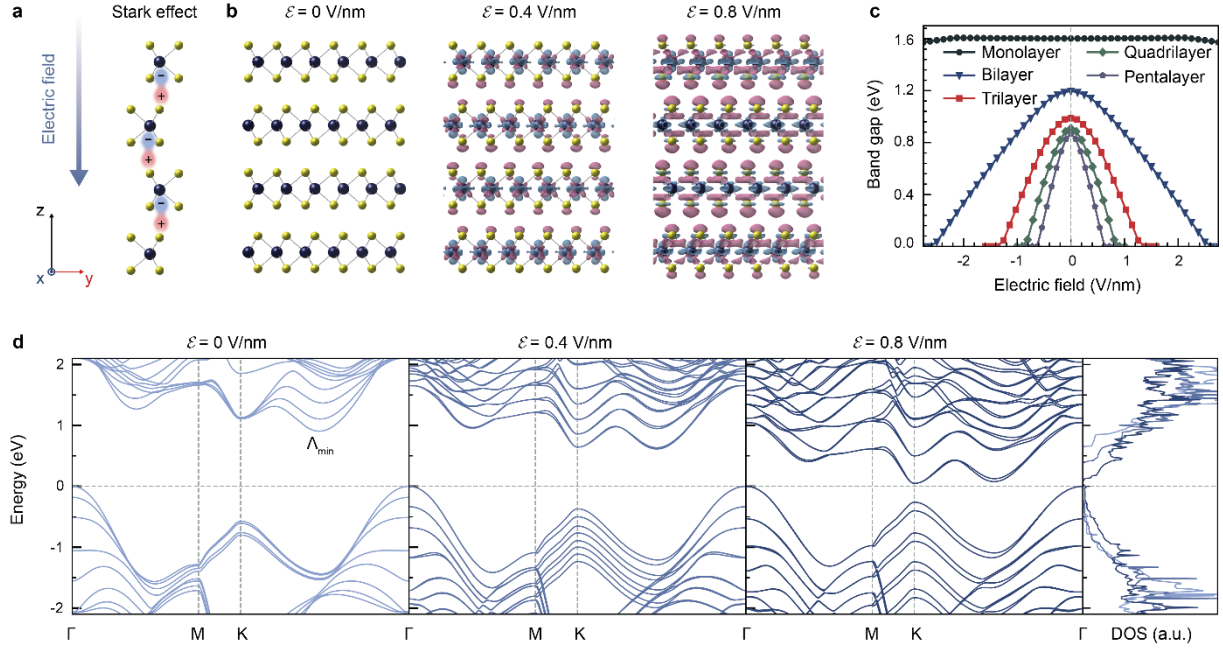 a Stark effect
Electric field
z
x y
b ℰ = 0 V/nm ℰ = 0.4 V/nm ℰ = 0.8 V/nm
c
Band gap (eV)
1.6
1.2
0.8
0.4
0.0
Monolayer
Bilayer
Trilayer
Quadrilayer
Pentalayer
-2 -1 0 1 2
Electric field (V/nm)
d ℰ = 0 V/nm ℰ = 0.4 V/nm ℰ = 0.8 V/nm
Energy (eV)
2
1
0
-1
-2
Λmin
Γ M K Γ M K Γ M K Γ DOS (a.u.)